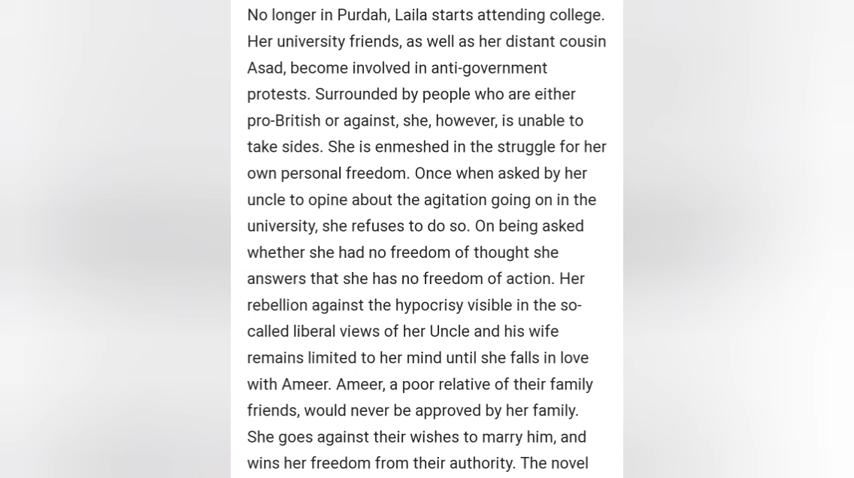 No longer in Purdah, Laila starts attending college.
Her university friends, as well as her distant cousin
Asad, become involved in anti-government
protests. Surrounded by people who are either
pro-British or against, she, however, is unable to
take sides. She is enmeshed in the struggle for her
own personal freedom. Once when asked by her
uncle to opine about the agitation going on in the
university, she refuses to do so. On being asked
whether she had no freedom of thought she
answers that she has no freedom of action. Her
rebellion against the hypocrisy visible in the so-
called liberal views of her Uncle and his wife
remains limited to her mind until she falls in love
with Ameer. Ameer, a poor relative of their family
friends, would never be approved by her family.
She goes against their wishes to marry him, and
wins her freedom from their authority. The novel